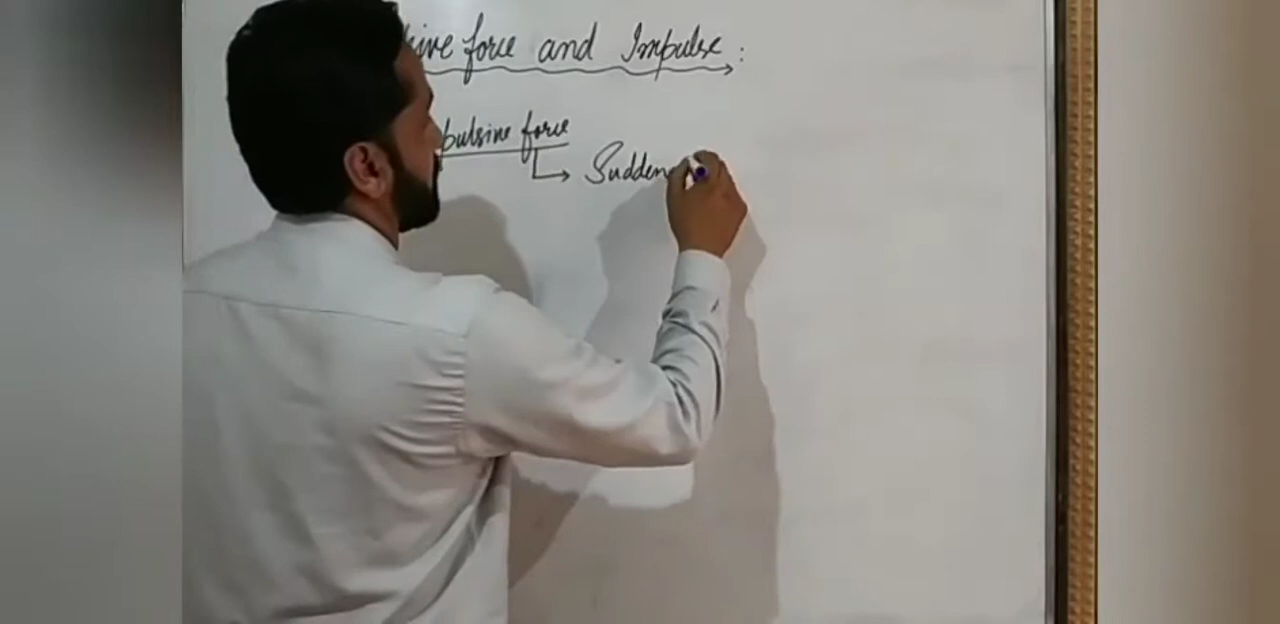 force and Impulse :
force
Sudden